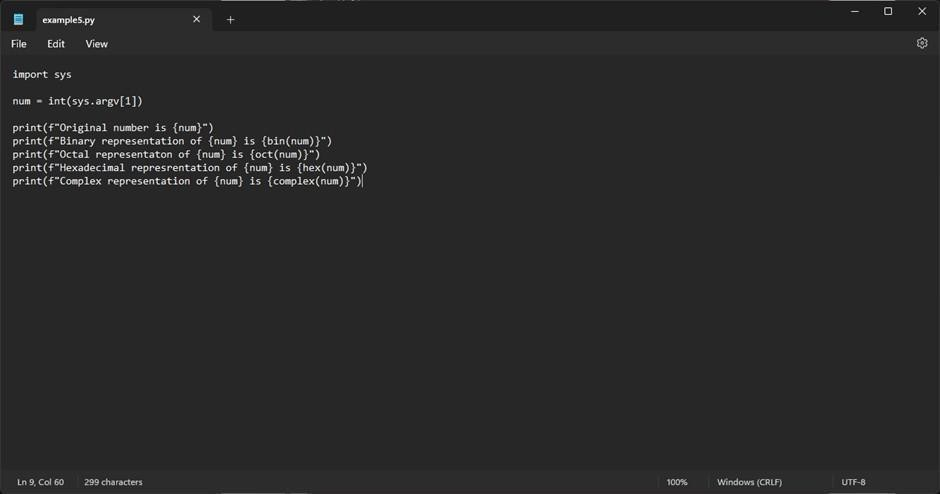 example5.py
File Edit View
import sys
num = int(sys.argv[1])
print(f"Original number is {num}")
print(f"Binary representation of {num} is {bin(num)}")
print(f"Octal representaton of {num} is {oct(num)}")
print(f"Hexadecimal represrentation of {num} is {hex(num)}")
print(f"Complex representation of {num} is {complex(num)}")
Ln 9, Col 60 299 characters 100% Windows (CRLF) UTF-8